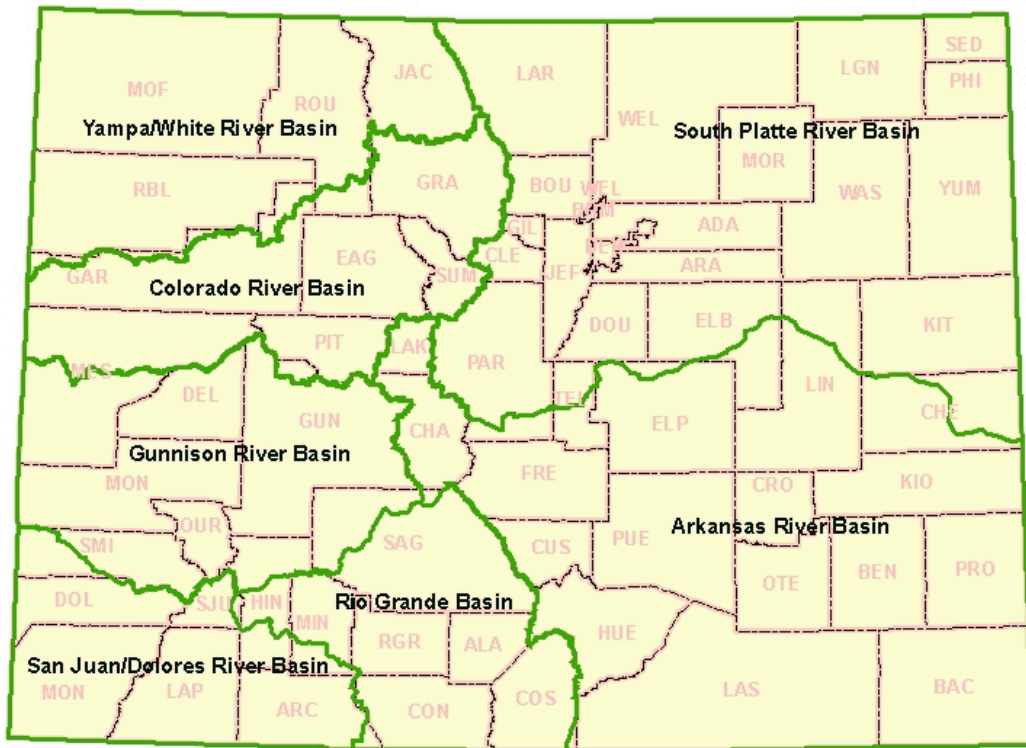 SED
JAC
LAR
LGN
PHI
MOF
ROU
WEL
Yampa/White River Basin
South Platte River Basin
MOR
RBL
GRA
BOU
WEL
WAS
YUM
GIL
ADA
CLE
EAG
JEF
ARA
GAR
SUM
Colorado River Basin
DOU
ELB
KIT
PIT
LAK
PAR
MES
LIN
DEL
TEL
CHE
GUN
CHA
ELP
Gunnison River Basin
FRE
MON
CRO
KIO
OUR
Arkansas River Basin
SMI
SAG
CUS
PUE
BEN
PRO
OTE
DOL
SJU
HIN
Rio Grande Basin
MIN
HUE
RGR
ALA
San Juan/Dolores River Basin
MON
LAP
COS
LAS
BAC
ARC
CON